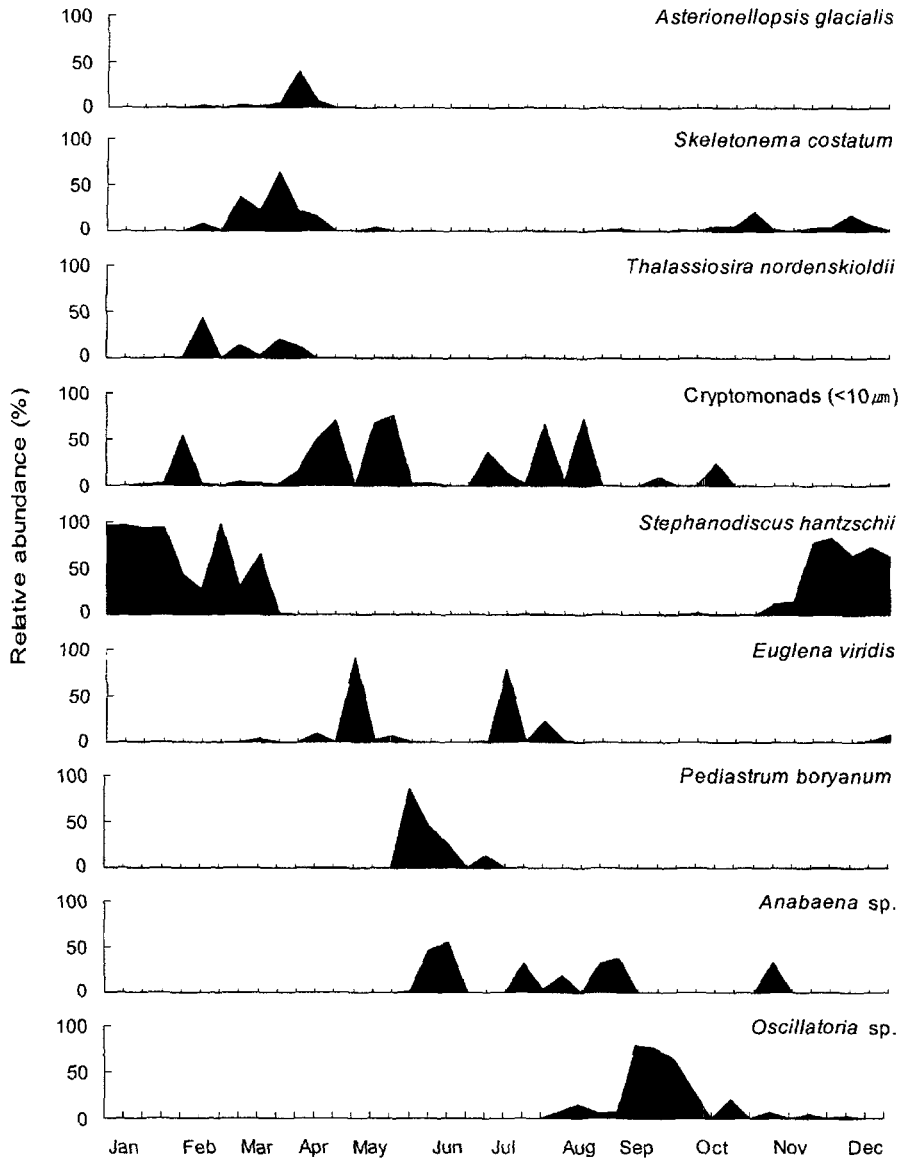 Asterionellopsis glacialis
100
50
0
Skeletonema costatum
100
50
0
Thalassiosira nordenskioldii
100
50
0
Cryptomonads (<10 ㎛)
100
50
0
Stephanodiscus hantzschii
100
50
0
Euglena viridis
100
50
0
Pediastrum boryanum
100
50
0
Anabaena sp.
100
50
0
Oscillatoria sp.
100
50
0
Relative abundance (%)
Jan Feb Mar Apr May Jun Jul Aug Sep Oct Nov Dec